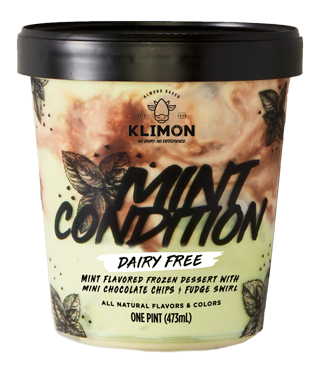 ALMOND BASED
KLIMON
NO DAIRY. NO DIFFERENCE.
MINT
CONDITION
DAIRY FREE
MINT FLAVORED FROZEN DESSERT WITH
MINI CHOCOLATE CHIPS & FUDGE SWIRL
ALL NATURAL FLAVORS & COLORS
ONE PINT (473mL)